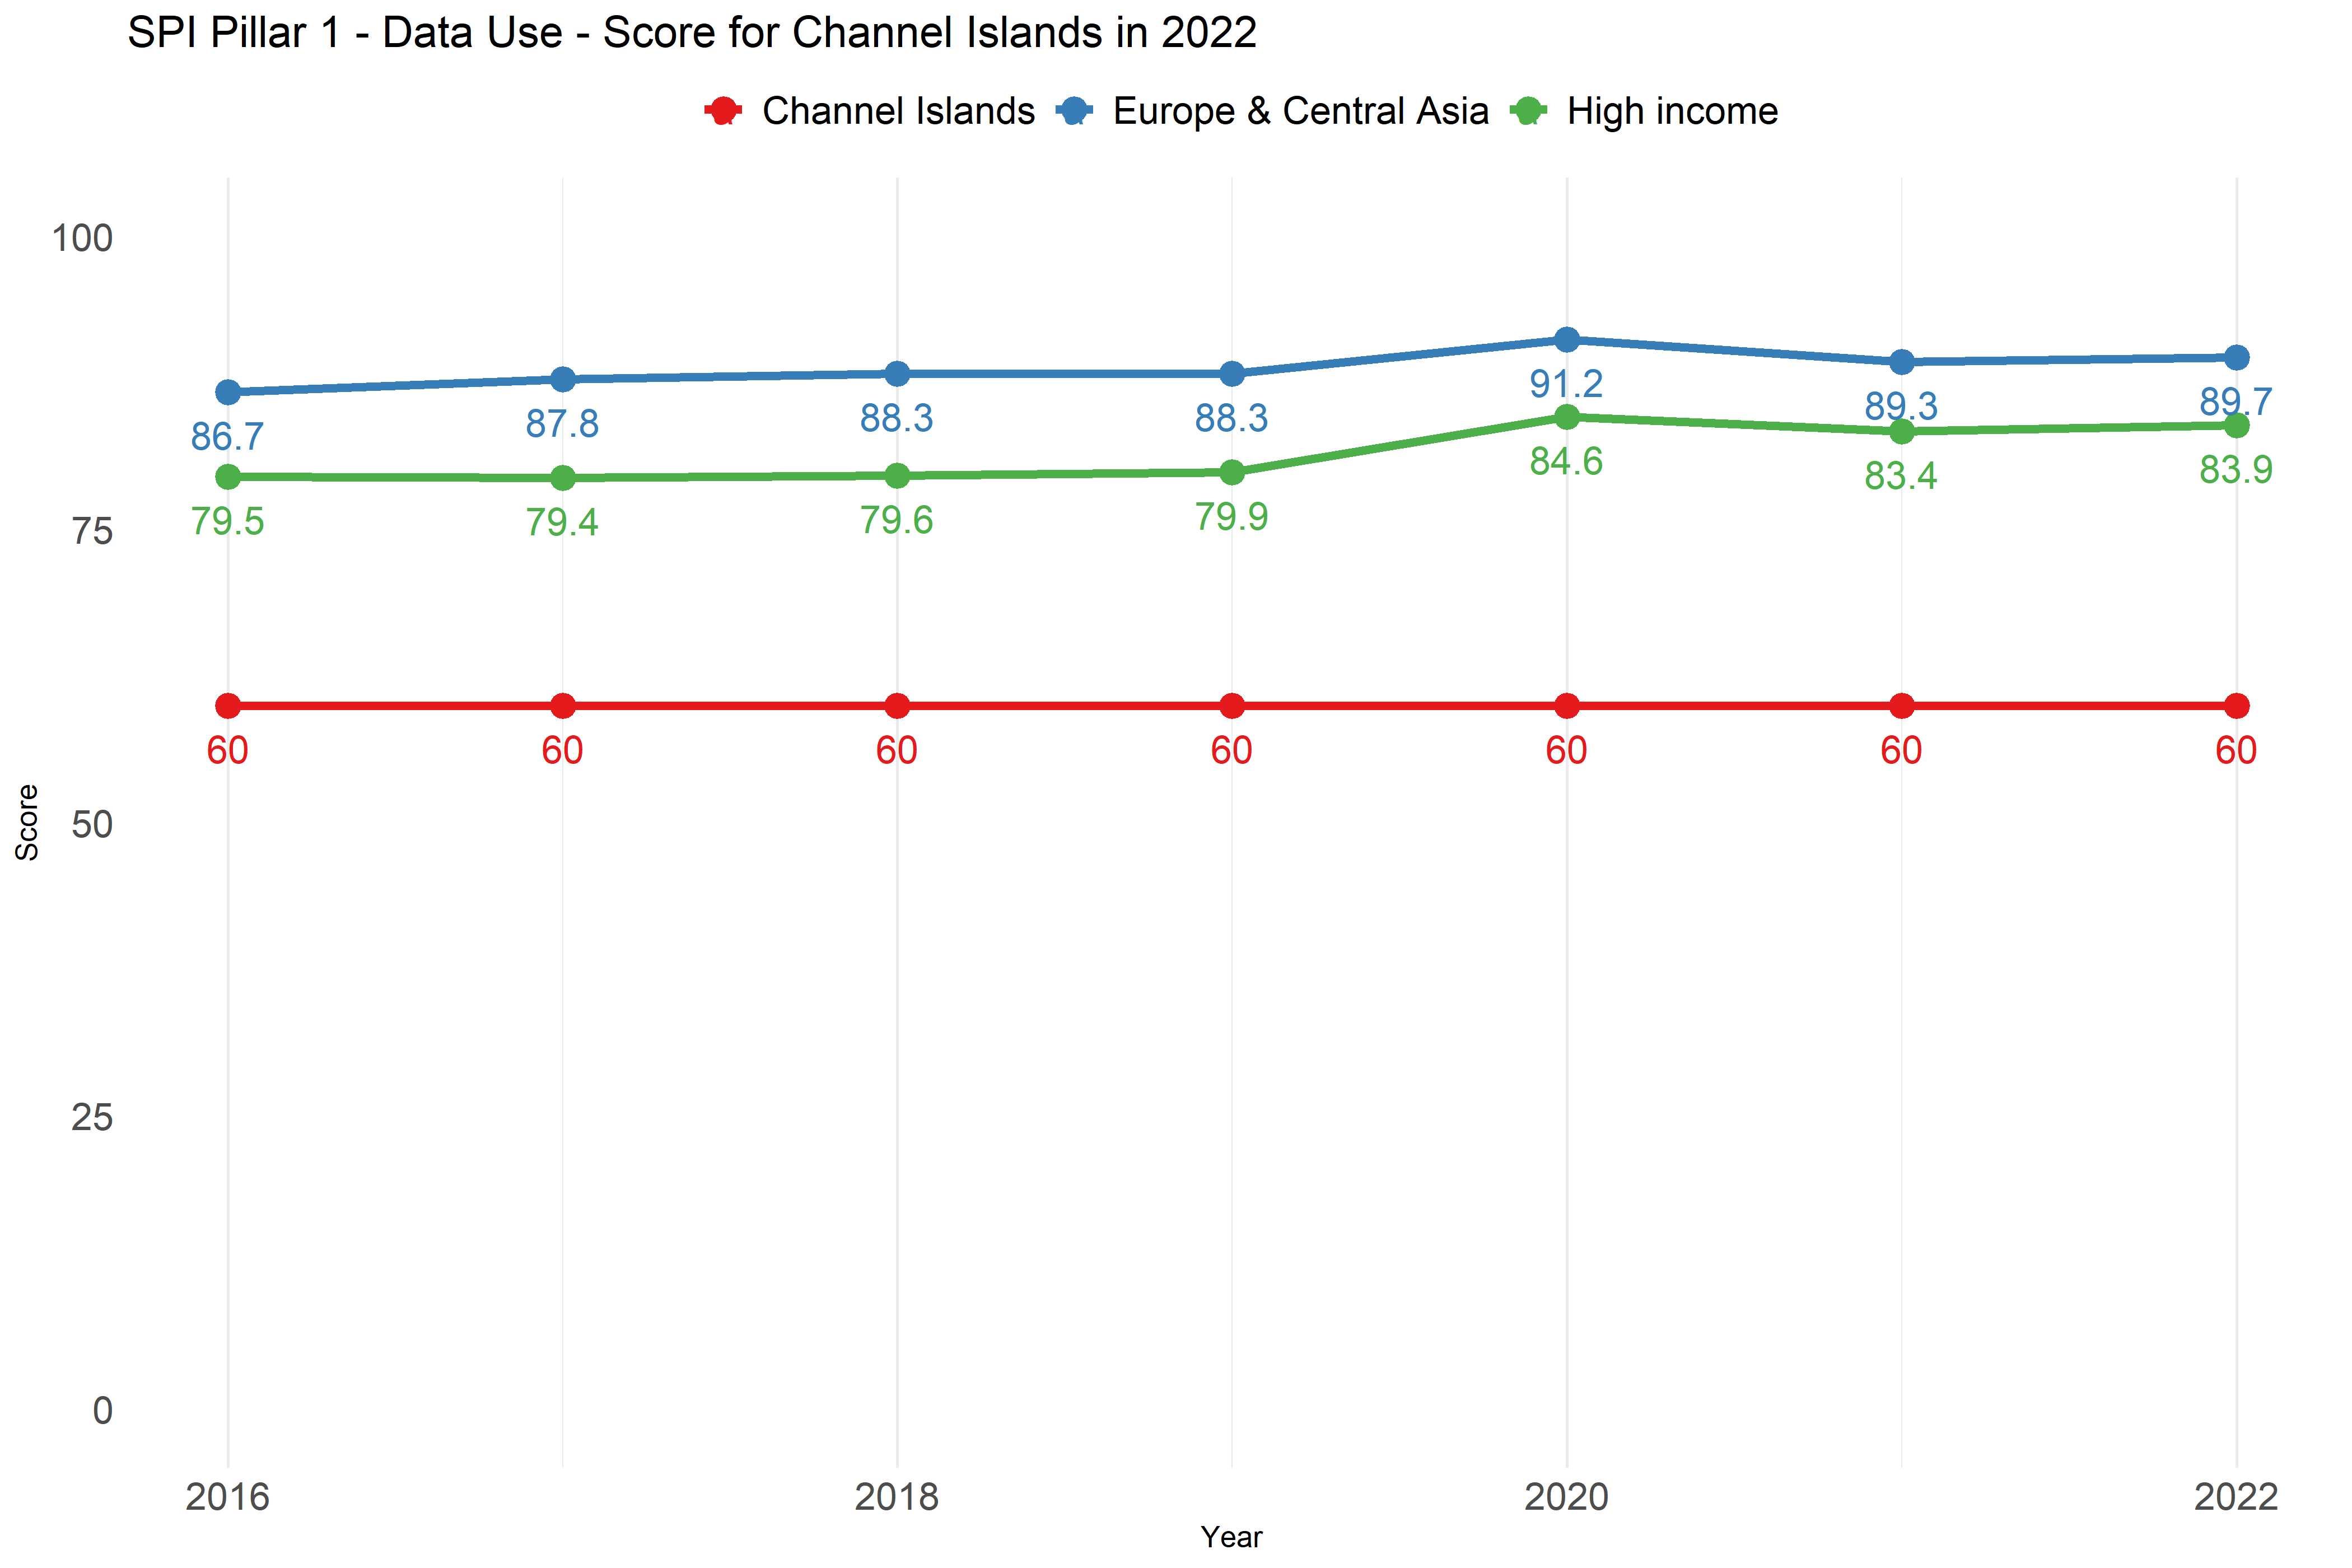 SPI Pillar 1 - Data Use - Score for Channel Islands in 2022
Channel Islands Europe & Central Asia High income
100
75
50
25
0
Score
86.7 87.8 88.3 88.3 91.2 89.3 89.7
79.5 79.4 79.6 79.9 84.6 83.4 83.9
60 60 60 60 60 60 60
2016 2018 2020 2022
Year